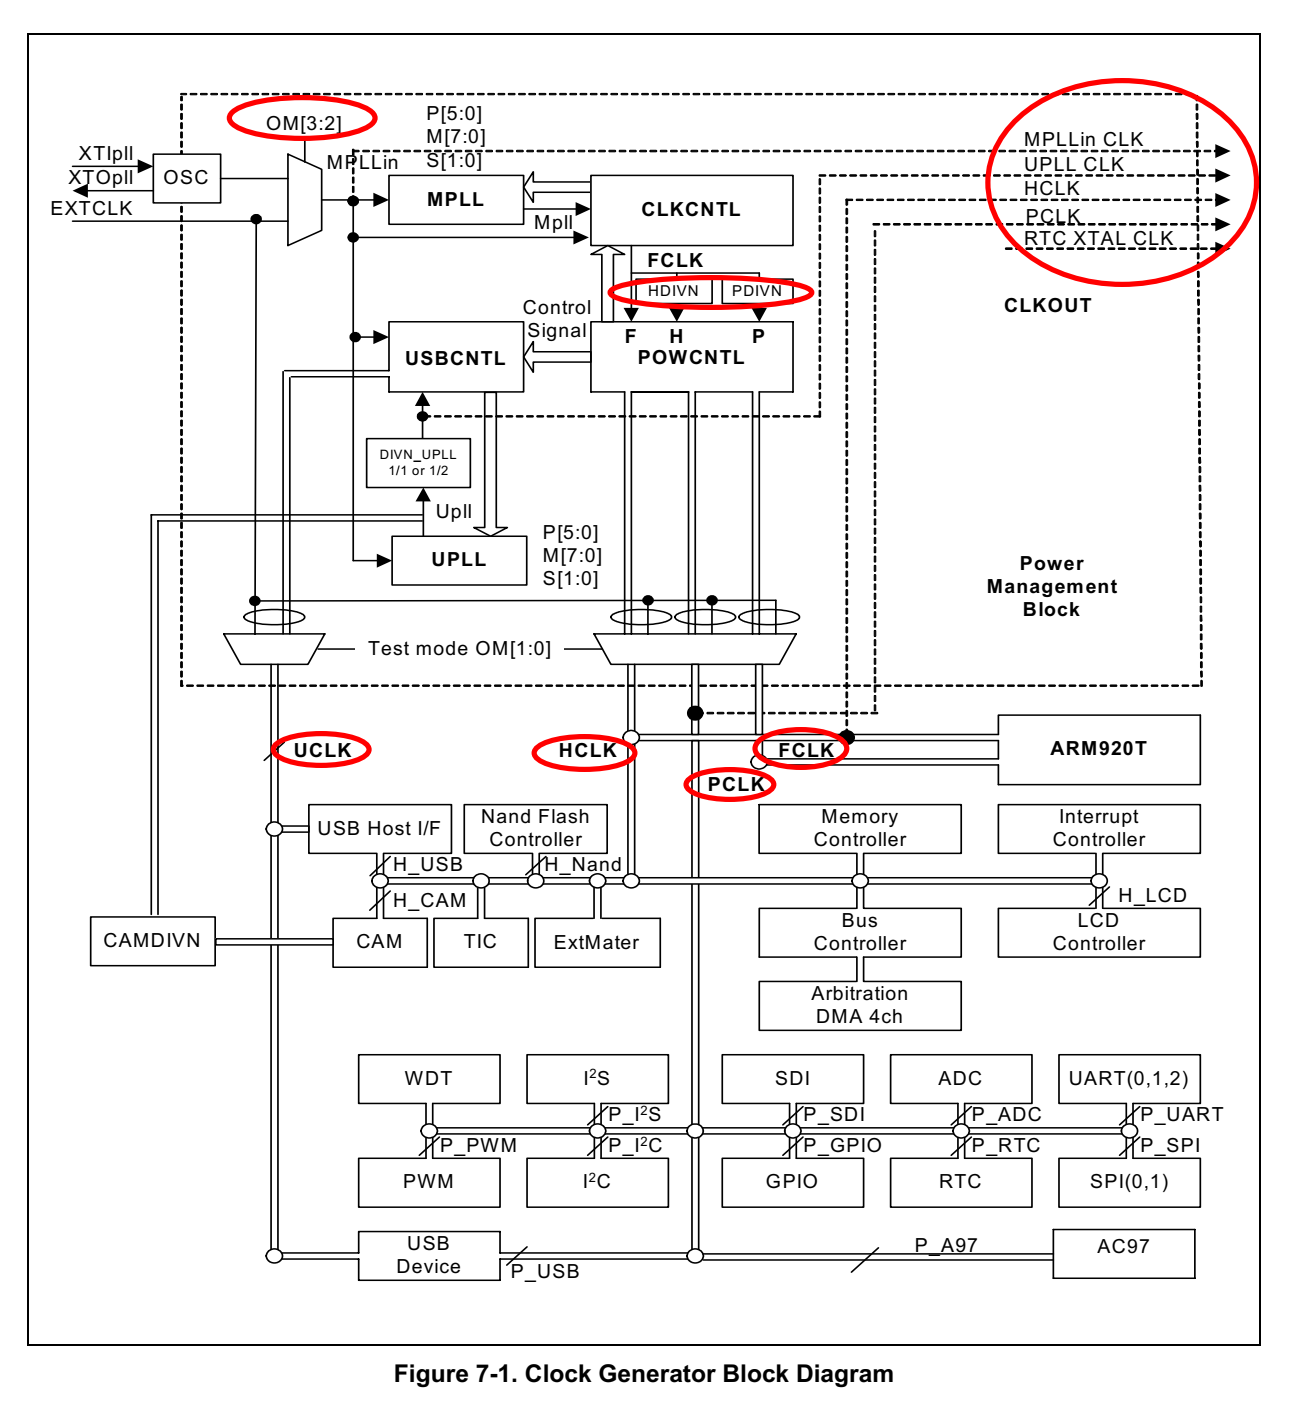 OM[3:2]
P[5:0]
M[7:0]
S[1:0]
XTIpll
XTOpll
EXTCLK
OSC
MPLLin
MPLL
Mpll
CLKCNTL
MPLLin CLK
UPLL CLK
HCLK
PCLK
RTC XTAL CLK
CLKOUT
FCLK
HDIVN
PDIVN
Control
Signal
F H P
POWCNTL
USBCNTL
DIVN_UPLL
1/1 or 1/2
Upll
UPLL
P[5:0]
M[7:0]
S[1:0]
Power
Management
Block
Test mode OM[1:0]
UCLK
HCLK
FCLK
PCLK
ARM920T
USB Host I/F
Nand Flash
Controller
Memory
Controller
Interrupt
Controller
H_USB
H_Nand
H_CAM
H_LCD
CAMDIVN
CAM
TIC
ExtMater
Bus
Controller
LCD
Controller
Arbitration
DMA 4ch
WDT
I²S
SDI
ADC
UART(0,1,2)
P_I²S
P_SDI
P_ADC
P_UART
P_PWM
P_I²C
P_GPIO
P_RTC
P_SPI
PWM
I²C
GPIO
RTC
SPI(0,1)
USB
Device
P_USB
P_A97
AC97
Figure 7-1. Clock Generator Block Diagram